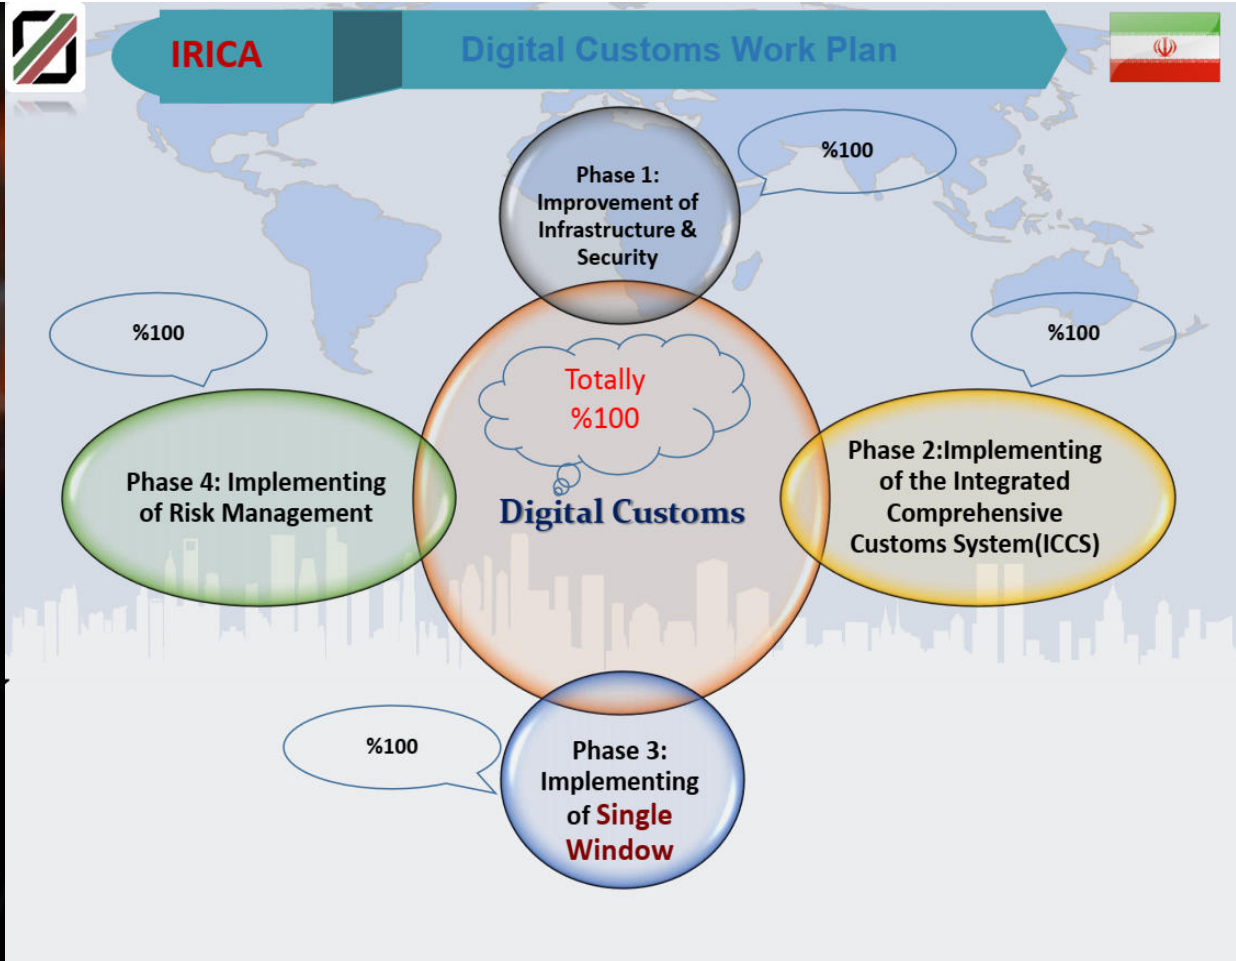 IRICA
Digital Customs Work Plan
Phase 1:
Improvement of
Infrastructure &
Security
%100
%100
%100
Totally
%100
Digital Customs
Phase 4: Implementing
of Risk Management
Phase 2:Implementing
of the Integrated
Comprehensive
Customs System(ICCS)
%100
Phase 3:
Implementing
of Single
Window